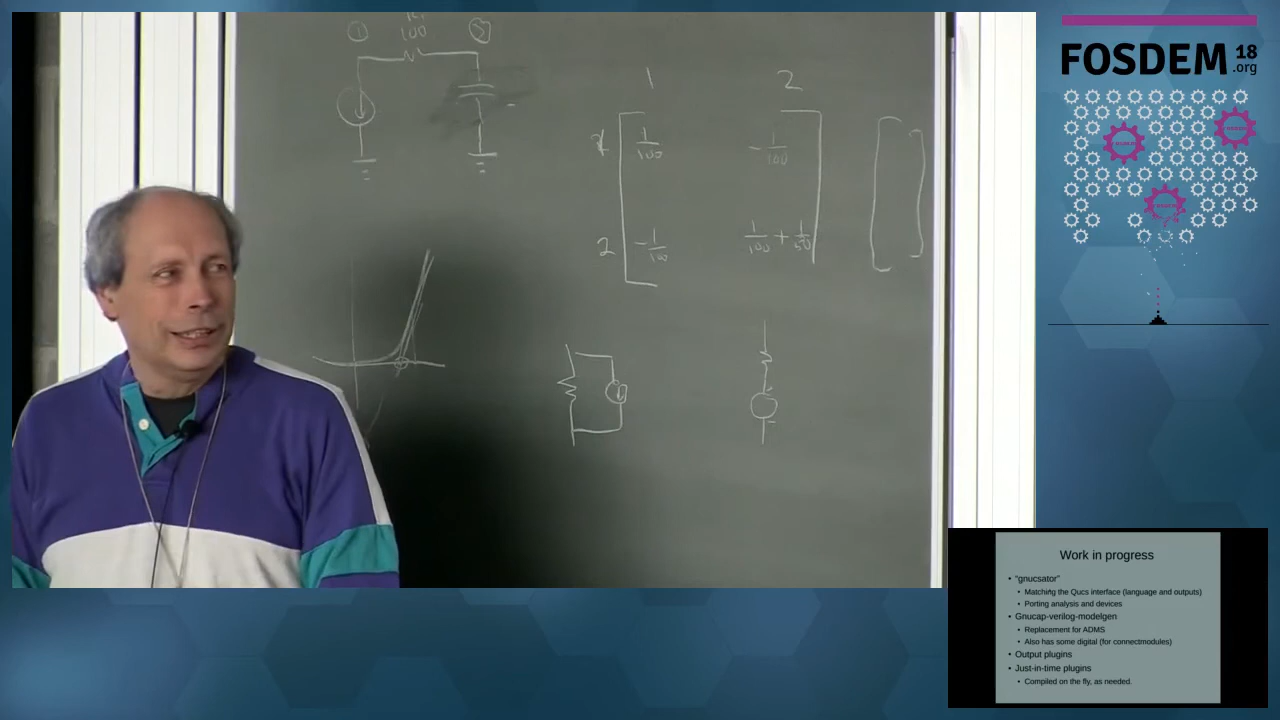 ① 100 ②
1 2
1 1/100 -1/100
2 -1/100 1/100 + 1/50
FOSDEM 18
.org
Work in progress
• "gnucsator"
• Matching the Qucs interface (language and outputs)
• Porting analysis and devices
• Gnucap-verilog-modelgen
• Replacement for ADMS
• Also has some digital (for connectmodules)
• Output plugins
• Just-in-time plugins
• Compiled on the fly, as needed.